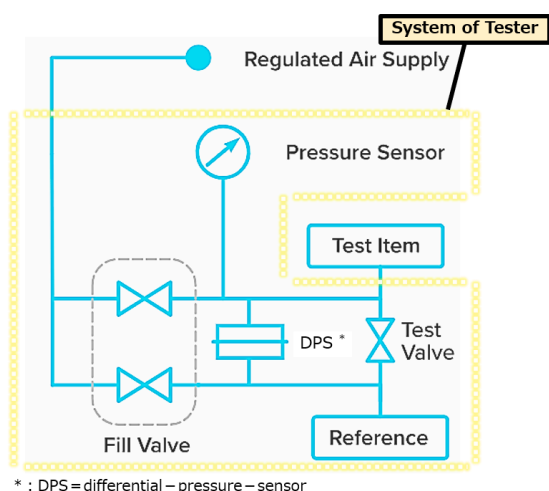 System of Tester
Regulated Air Supply
Pressure Sensor
Test Item
DPS *
Test
Valve
Reference
Fill Valve
* : DPS = differential – pressure – sensor